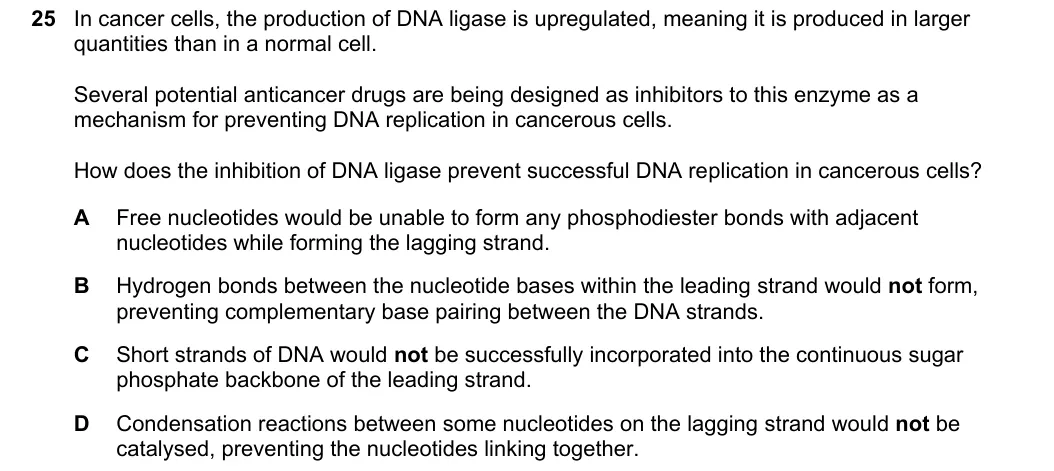 25 In cancer cells, the production of DNA ligase is upregulated, meaning it is produced in larger
quantities than in a normal cell.
Several potential anticancer drugs are being designed as inhibitors to this enzyme as a
mechanism for preventing DNA replication in cancerous cells.
How does the inhibition of DNA ligase prevent successful DNA replication in cancerous cells?
A Free nucleotides would be unable to form any phosphodiester bonds with adjacent
nucleotides while forming the lagging strand.
B Hydrogen bonds between the nucleotide bases within the leading strand would not form,
preventing complementary base pairing between the DNA strands.
C Short strands of DNA would not be successfully incorporated into the continuous sugar
phosphate backbone of the leading strand.
D Condensation reactions between some nucleotides on the lagging strand would not be
catalysed, preventing the nucleotides linking together.